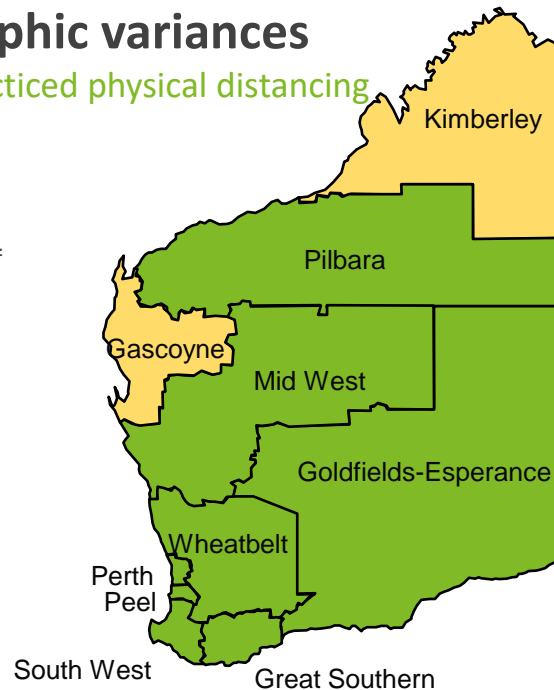 phic variances
cticed physical distancing
Kimberley
Pilbara
Gascoyne
Mid West
Goldfields-Esperance
Wheatbelt
Perth
Peel
South West
Great Southern